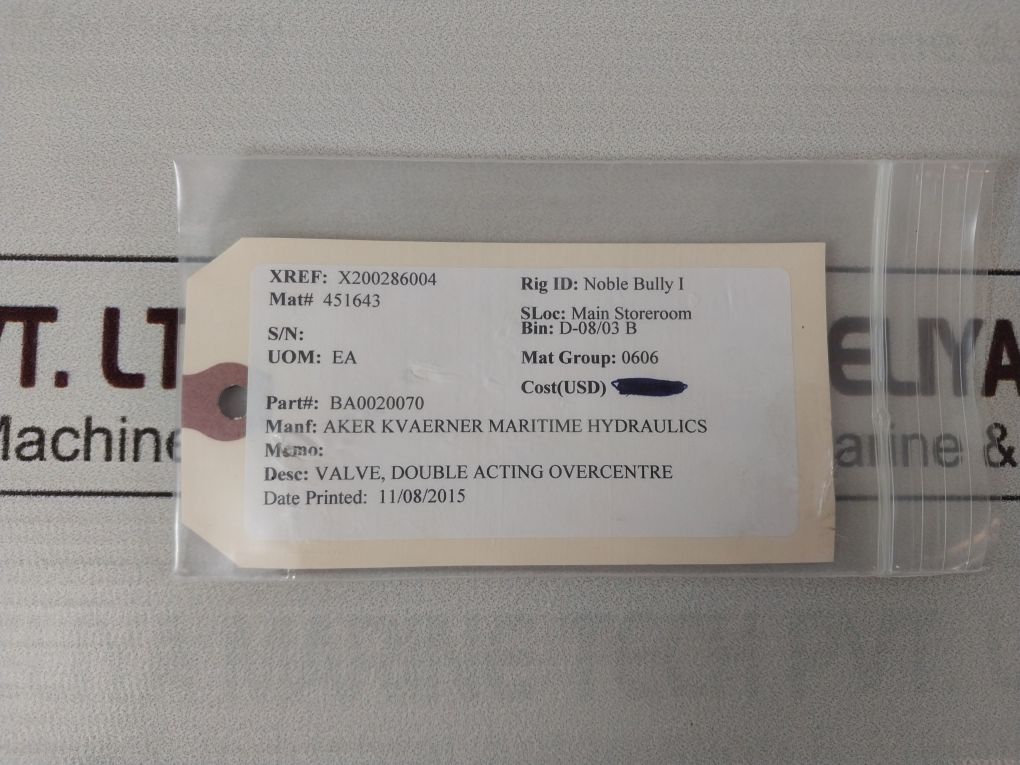 XREF: X200286004
Mat# 451643
S/N:
UOM: EA
Part#: BA0020070
Manf: AKER KVAERNER MARITIME HYDRAULICS
Memo:
Desc: VALVE, DOUBLE ACTING OVERCENTRE
Date Printed: 11/08/2015
Rig ID: Noble Bully I
SLoc: Main Storeroom
Bin: D-08/03 B
Mat Group: 0606
Cost(USD)
VT. LT
ELIYA
Machine
arine &